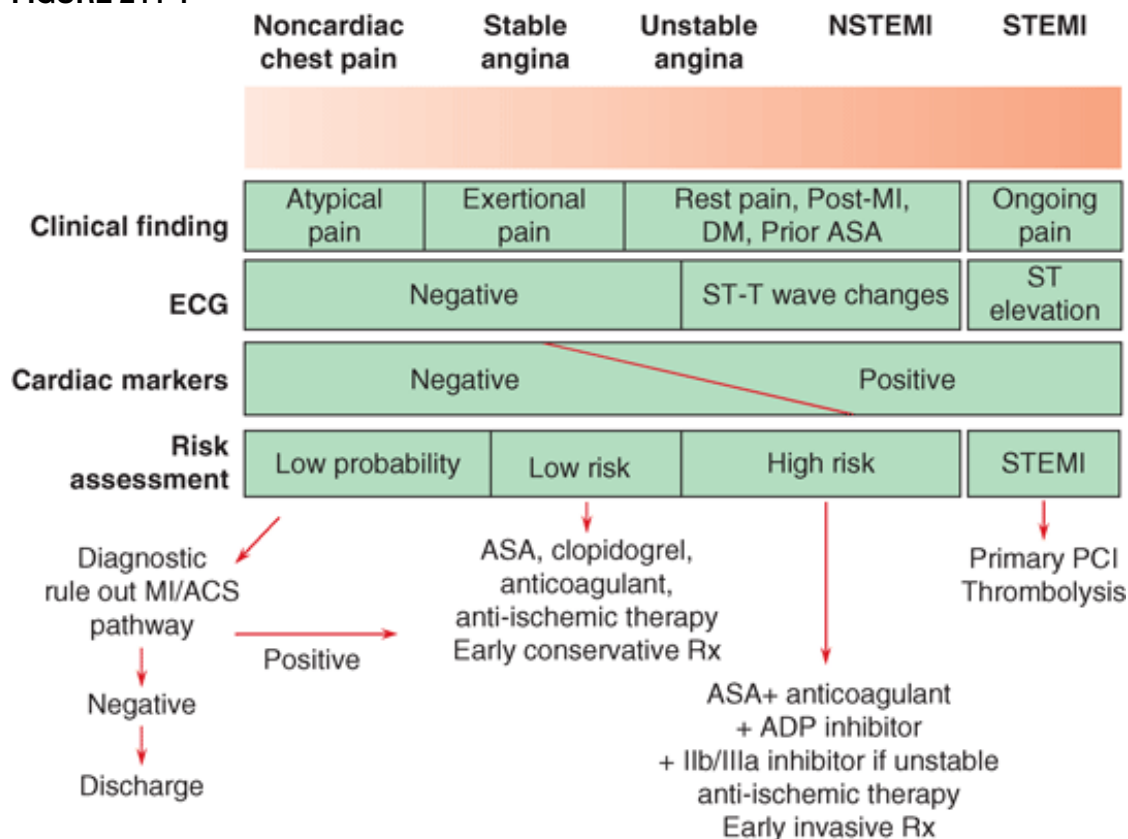 Noncardiac
chest pain
Stable
angina
Unstable
angina
NSTEMI
STEMI
Clinical finding
Atypical
pain
Exertional
pain
Rest pain, Post-MI,
DM, Prior ASA
Ongoing
pain
ECG
Negative
ST-T wave changes
ST
elevation
Cardiac markers
Negative
Positive
Risk
assessment
Low probability
Low risk
High risk
STEMI
Diagnostic
rule out MI/ACS
pathway
Positive
Negative
Discharge
ASA, clopidogrel,
anticoagulant,
anti-ischemic therapy
Early conservative Rx
ASA+ anticoagulant
+ ADP inhibitor
+ IIb/IIIa inhibitor if unstable
anti-ischemic therapy
Early invasive Rx
Primary PCI
Thrombolysis